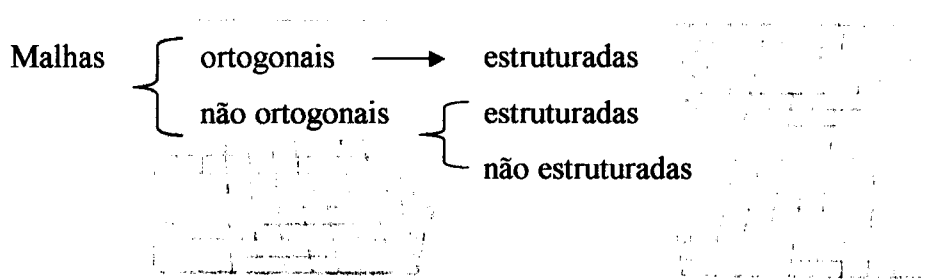 Malhas ortogonais → estruturadas
não ortogonais estruturadas
não estruturadas